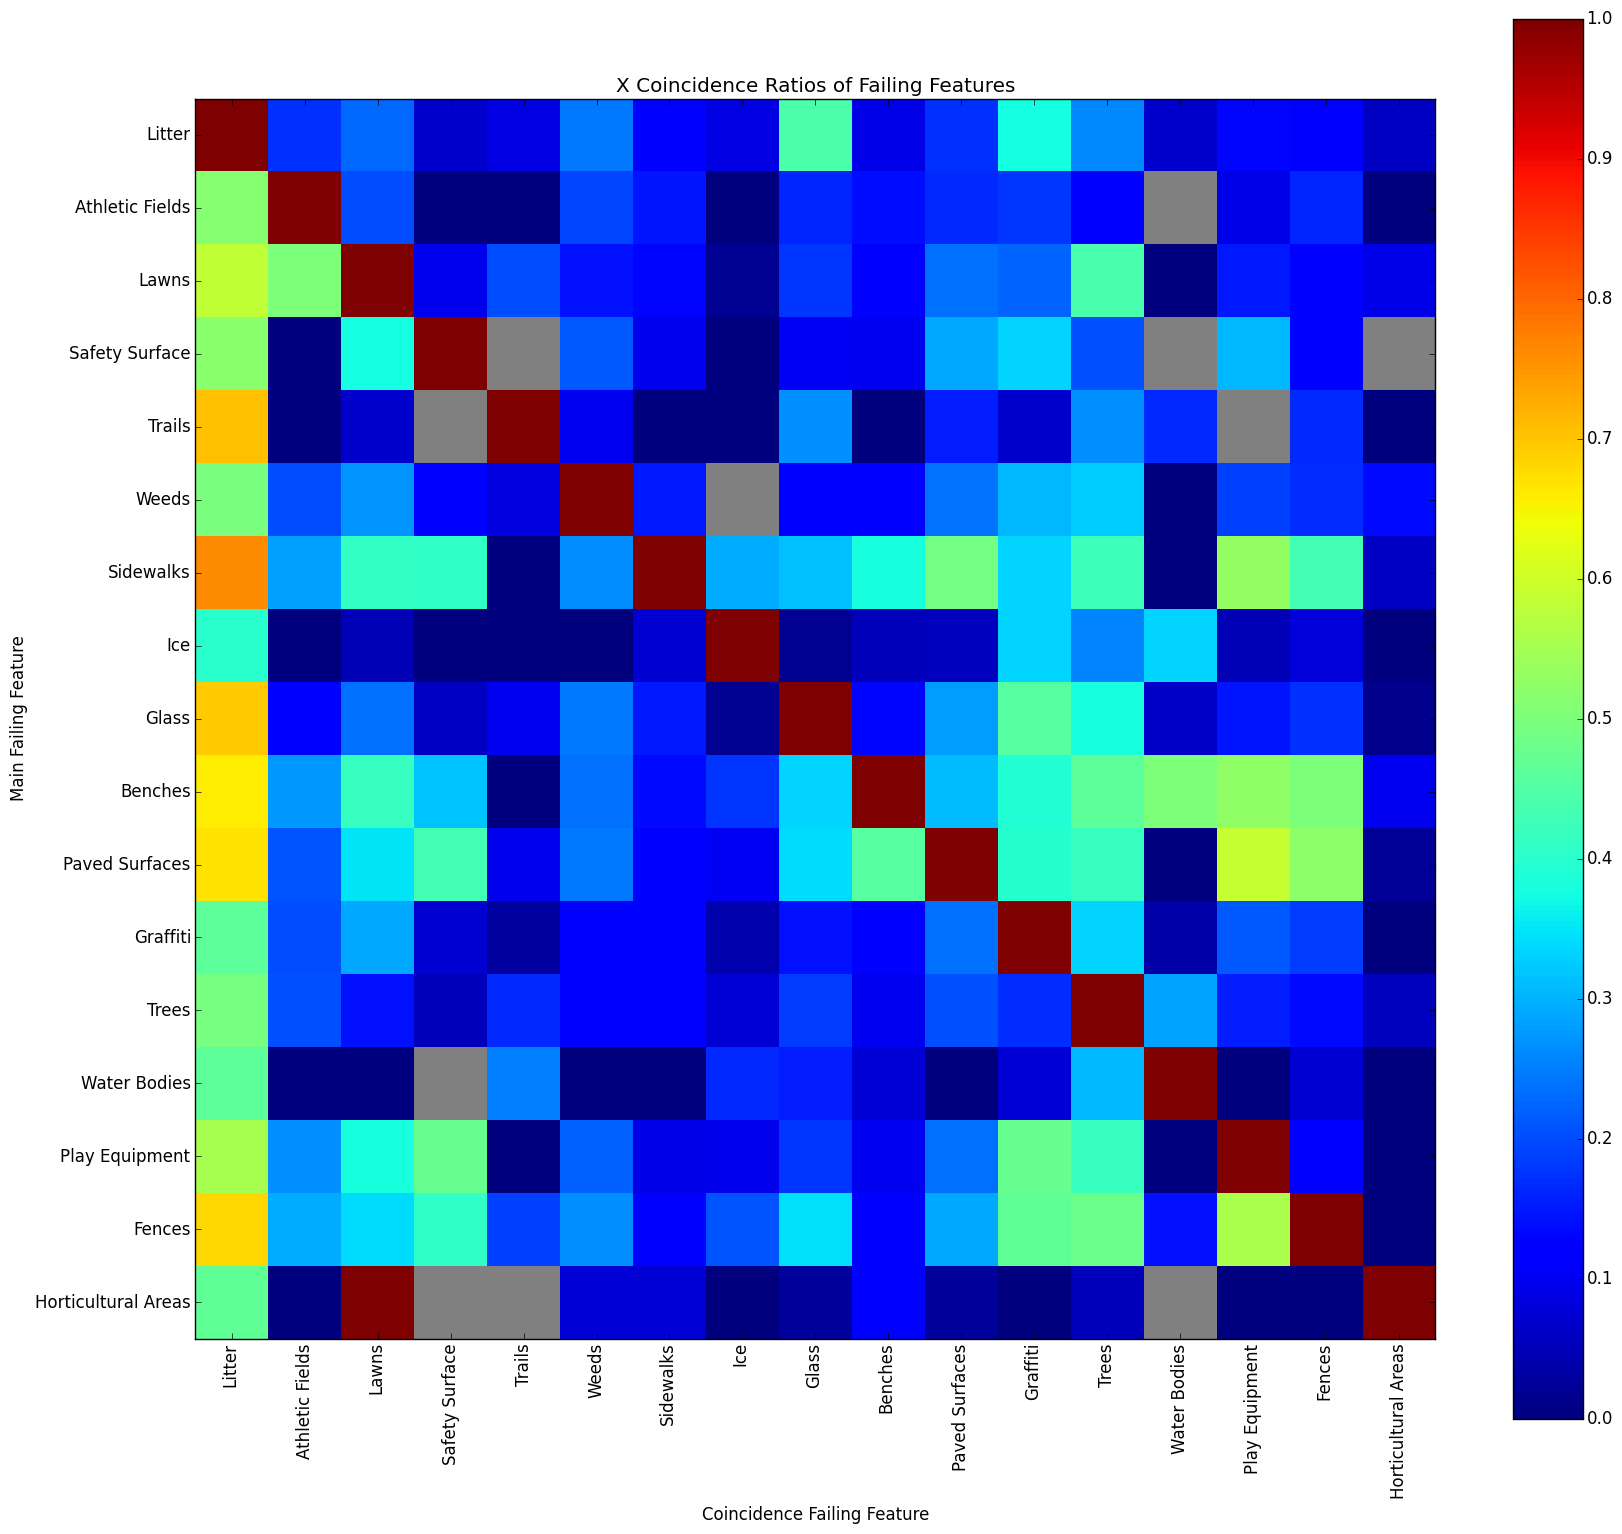 X Coincidence Ratios of Failing Features
Main Failing Feature
Litter
Athletic Fields
Lawns
Safety Surface
Trails
Weeds
Sidewalks
Ice
Glass
Benches
Paved Surfaces
Graffiti
Trees
Water Bodies
Play Equipment
Fences
Horticultural Areas
Litter
Athletic Fields
Lawns
Safety Surface
Trails
Weeds
Sidewalks
Ice
Glass
Benches
Paved Surfaces
Graffiti
Trees
Water Bodies
Play Equipment
Fences
Horticultural Areas
Coincidence Failing Feature
1.0
0.9
0.8
0.7
0.6
0.5
0.4
0.3
0.2
0.1
0.0